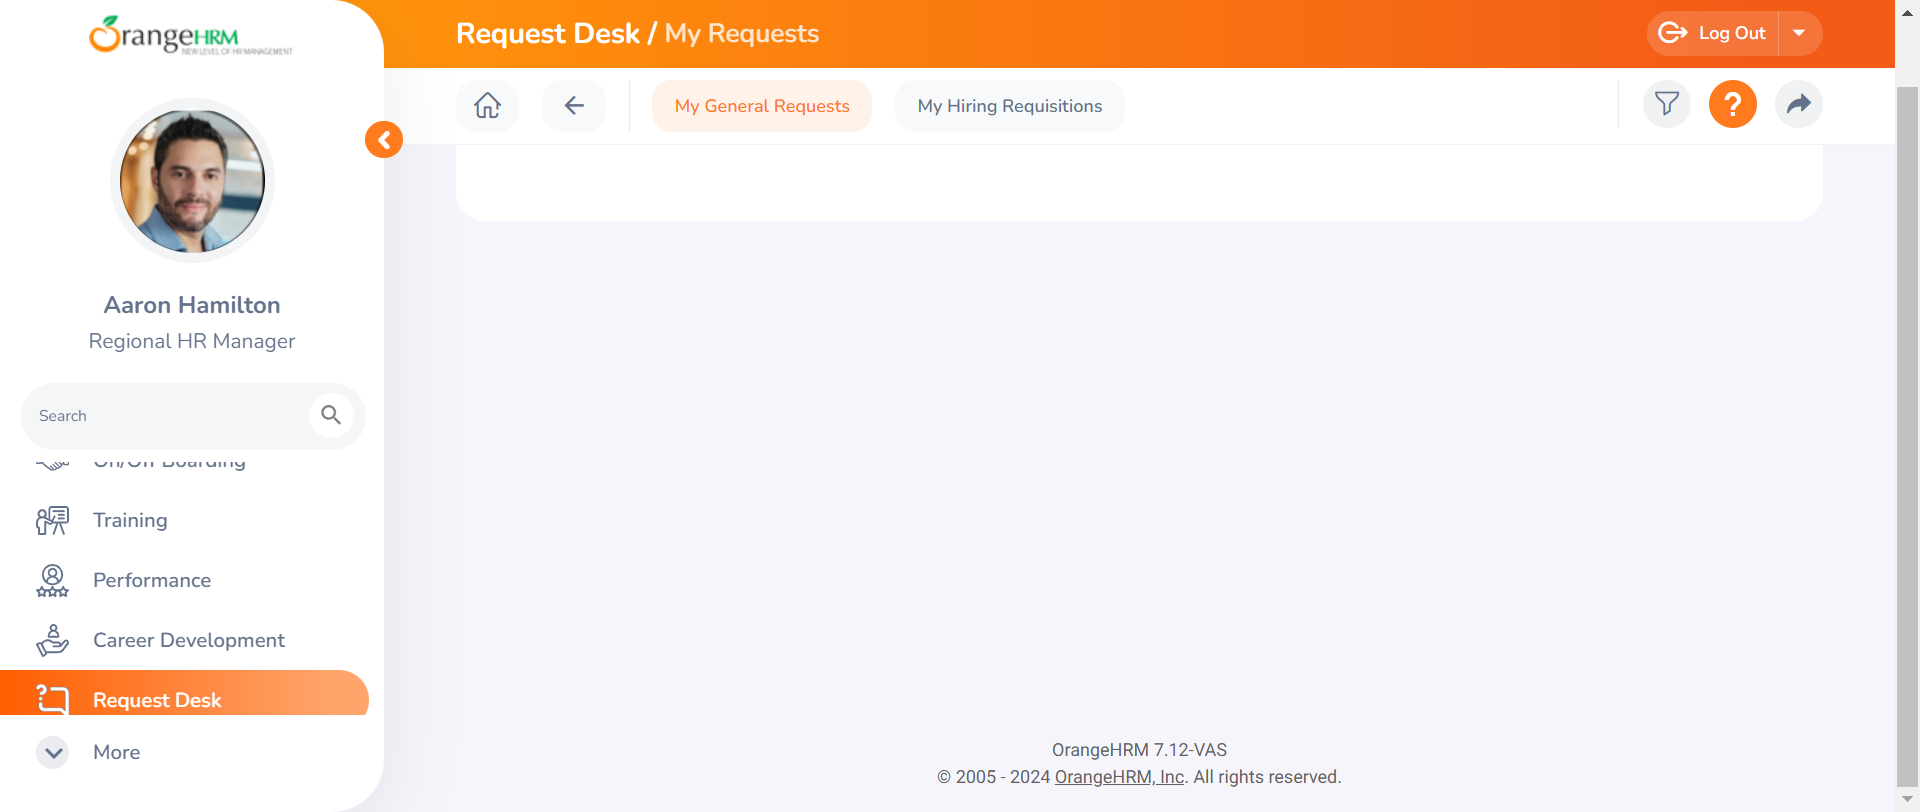 OrangeHRM
NEW LEVEL OF HR MANAGEMENT
Request Desk / My Requests
Log Out
My General Requests
My Hiring Requisitions
?
Aaron Hamilton
Regional HR Manager
Search
On/Off Boarding
Training
Performance
Career Development
Request Desk
More
OrangeHRM 7.12-VAS
© 2005 - 2024 OrangeHRM, Inc. All rights reserved.